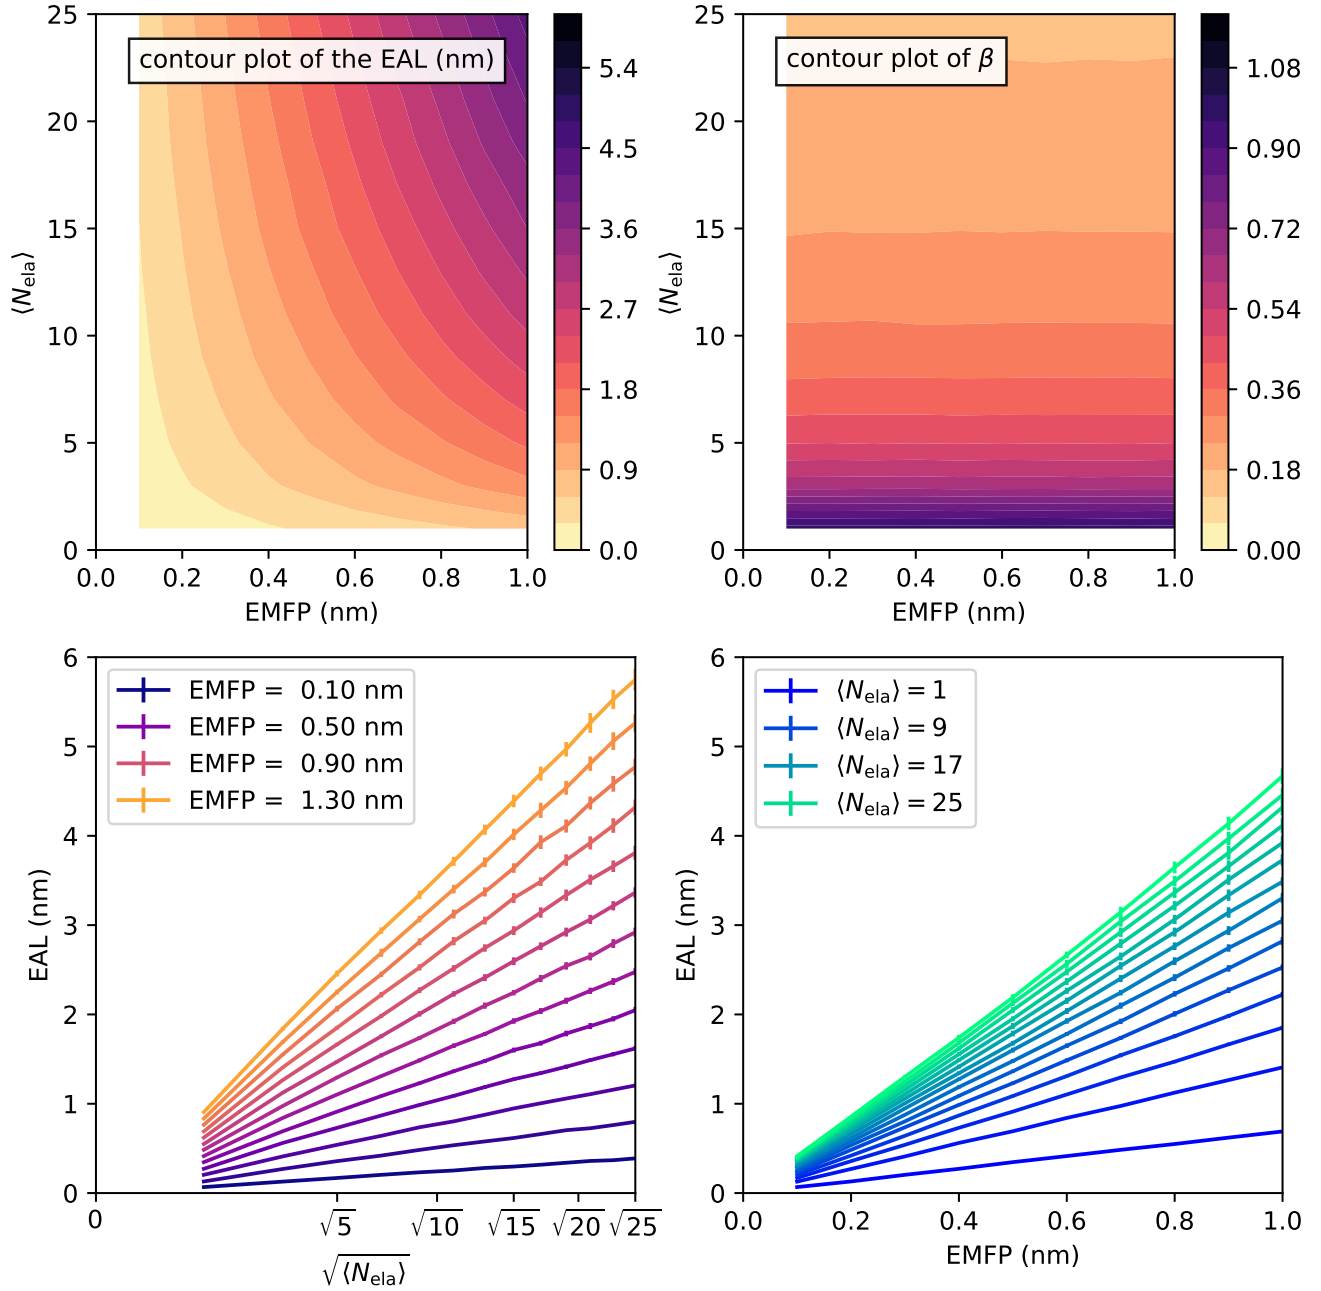 contour plot of the EAL (nm)
25
20
15
10
5
0
⟨N_ela⟩
0.0 0.2 0.4 0.6 0.8 1.0
EMFP (nm)
5.4
4.5
3.6
2.7
1.8
0.9
0.0
contour plot of β
25
20
15
10
5
0
⟨N_ela⟩
0.0 0.2 0.4 0.6 0.8 1.0
EMFP (nm)
1.08
0.90
0.72
0.54
0.36
0.18
0.00
EMFP = 0.10 nm
EMFP = 0.50 nm
EMFP = 0.90 nm
EMFP = 1.30 nm
6
5
4
3
2
1
0
EAL (nm)
0 √5 √10 √15 √20 √25
√⟨N_ela⟩
⟨N_ela⟩ = 1
⟨N_ela⟩ = 9
⟨N_ela⟩ = 17
⟨N_ela⟩ = 25
6
5
4
3
2
1
0
EAL (nm)
0.0 0.2 0.4 0.6 0.8 1.0
EMFP (nm)